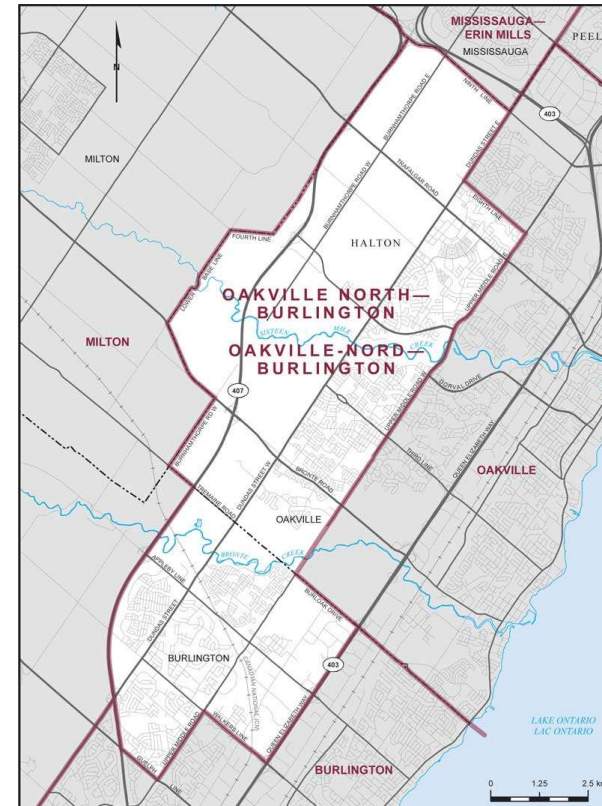 MISSISSAUGA—
ERIN MILLS
MISSISSAUGA
PEEL
N
NINTH LINE
403
BURNHAMTHORPE ROAD E
DUNDAS STREET E
MILTON
TRAFALGAR ROAD
BURNHAMTHORPE ROAD W
EIGHTH LINE
FOURTH LINE
HALTON
UPPER MIDDLE ROAD E
LOWER BASE LINE
OAKVILLE NORTH—
BURLINGTON
SIXTEEN MILE CREEK
OAKVILLE-NORD—
BURLINGTON
MILTON
407
DORVAL DRIVE
UPPER MIDDLE ROAD W
QUEEN ELIZABETH WAY
THIRD LINE
BURNHAMTHORPE RD W
DUNDAS STREET W
BRONTE ROAD
OAKVILLE
TREMAINE ROAD
OAKVILLE
BRONTE CREEK
APPLEBY LINE
BURLOAK DRIVE
DUNDAS STREET
BURLINGTON
403
CANADIAN NATIONAL (CN)
WALKERS LINE
QUEEN ELIZABETH WAY
UPPER MIDDLE ROAD
GUELPH LINE
BURLINGTON
LAKE ONTARIO
LAC ONTARIO
0 1.25 2.5 km